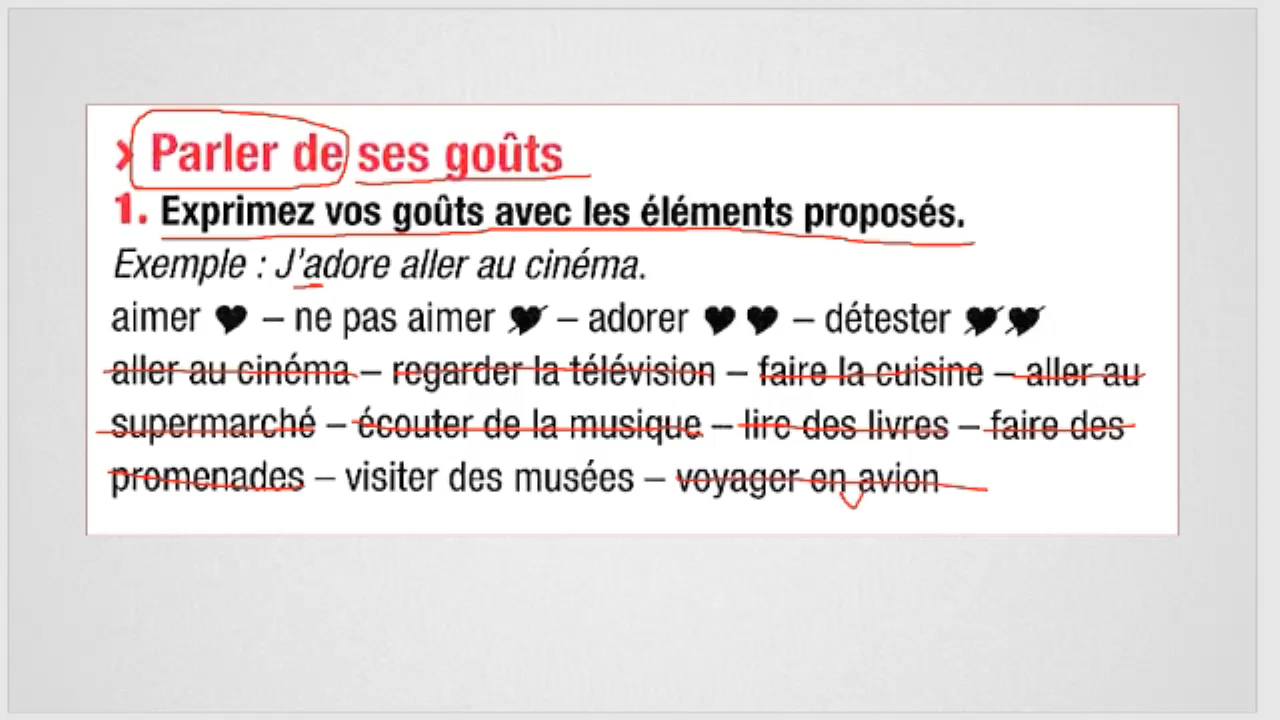 › Parler de ses goûts
1. Exprimez vos goûts avec les éléments proposés.
Exemple : J'adore aller au cinéma.
aimer – ne pas aimer – adorer – détester
aller au cinéma – regarder la télévision – faire la cuisine – aller au
supermarché – écouter de la musique – lire des livres – faire des
promenades – visiter des musées – voyager en avion